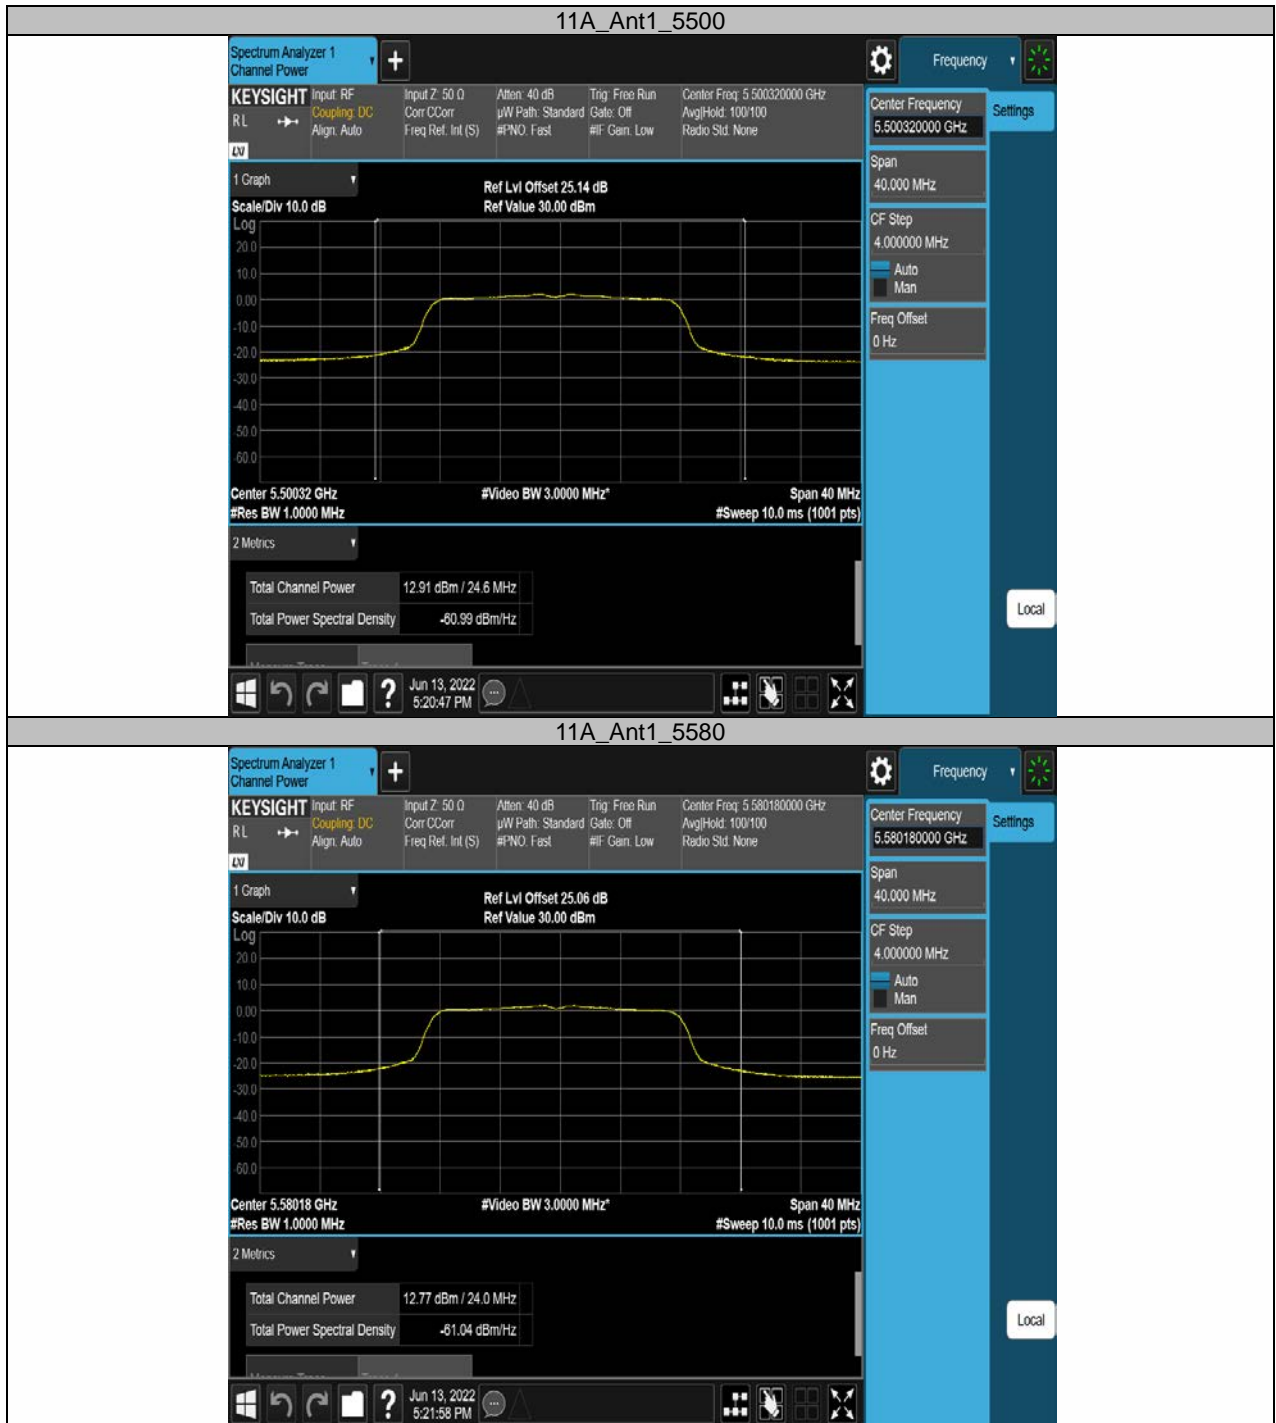 11A_Ant1_5500
Spectrum Analyzer 1
Channel Power
+
Frequency
KEYSIGHT
RL
LXI
Input: RF
Coupling: DC
Align: Auto
Input Z: 50 Ω
Corr CCorr
Freq Ref: Int (S)
Atten: 40 dB
µW Path: Standard
#PNO: Fast
Trig: Free Run
Gate: Off
#IF Gain: Low
Center Freq: 5.500320000 GHz
Avg|Hold: 100/100
Radio Std: None
Center Frequency
5.500320000 GHz
Settings
Span
40.000 MHz
CF Step
4.000000 MHz
Auto
Man
Freq Offset
0 Hz
1 Graph
Scale/Div 10.0 dB
Ref Lvl Offset 25.14 dB
Ref Value 30.00 dBm
Log
20.0
10.0
0.00
-10.0
-20.0
-30.0
-40.0
-50.0
-60.0
Center 5.50032 GHz
#Video BW 3.0000 MHz*
Span 40 MHz
#Res BW 1.0000 MHz
#Sweep 10.0 ms (1001 pts)
2 Metrics
Total Channel Power 12.91 dBm / 24.6 MHz
Total Power Spectral Density -60.99 dBm/Hz
Local
?
Jun 13, 2022
5:20:47 PM
11A_Ant1_5580
Spectrum Analyzer 1
Channel Power
+
Frequency
KEYSIGHT
RL
LXI
Input: RF
Coupling: DC
Align: Auto
Input Z: 50 Ω
Corr CCorr
Freq Ref: Int (S)
Atten: 40 dB
µW Path: Standard
#PNO: Fast
Trig: Free Run
Gate: Off
#IF Gain: Low
Center Freq: 5.580180000 GHz
Avg|Hold: 100/100
Radio Std: None
Center Frequency
5.580180000 GHz
Settings
Span
40.000 MHz
CF Step
4.000000 MHz
Auto
Man
Freq Offset
0 Hz
1 Graph
Scale/Div 10.0 dB
Ref Lvl Offset 25.06 dB
Ref Value 30.00 dBm
Log
20.0
10.0
0.00
-10.0
-20.0
-30.0
-40.0
-50.0
-60.0
Center 5.58018 GHz
#Video BW 3.0000 MHz*
Span 40 MHz
#Res BW 1.0000 MHz
#Sweep 10.0 ms (1001 pts)
2 Metrics
Total Channel Power 12.77 dBm / 24.0 MHz
Total Power Spectral Density -61.04 dBm/Hz
Local
?
Jun 13, 2022
5:21:58 PM